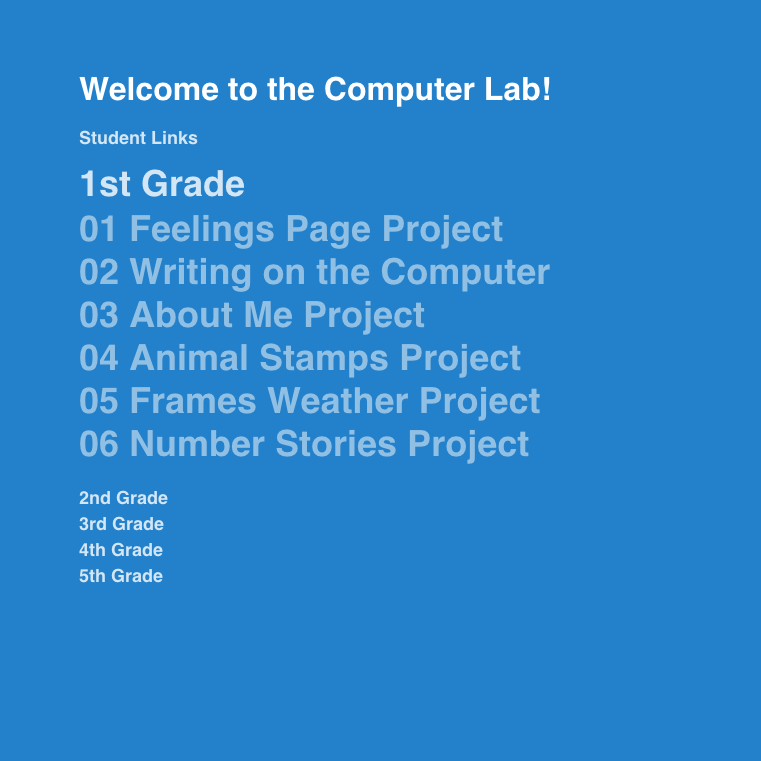 Welcome to the Computer Lab!
Student Links
1st Grade
01 Feelings Page Project
02 Writing on the Computer
03 About Me Project
04 Animal Stamps Project
05 Frames Weather Project
06 Number Stories Project
2nd Grade
3rd Grade
4th Grade
5th Grade